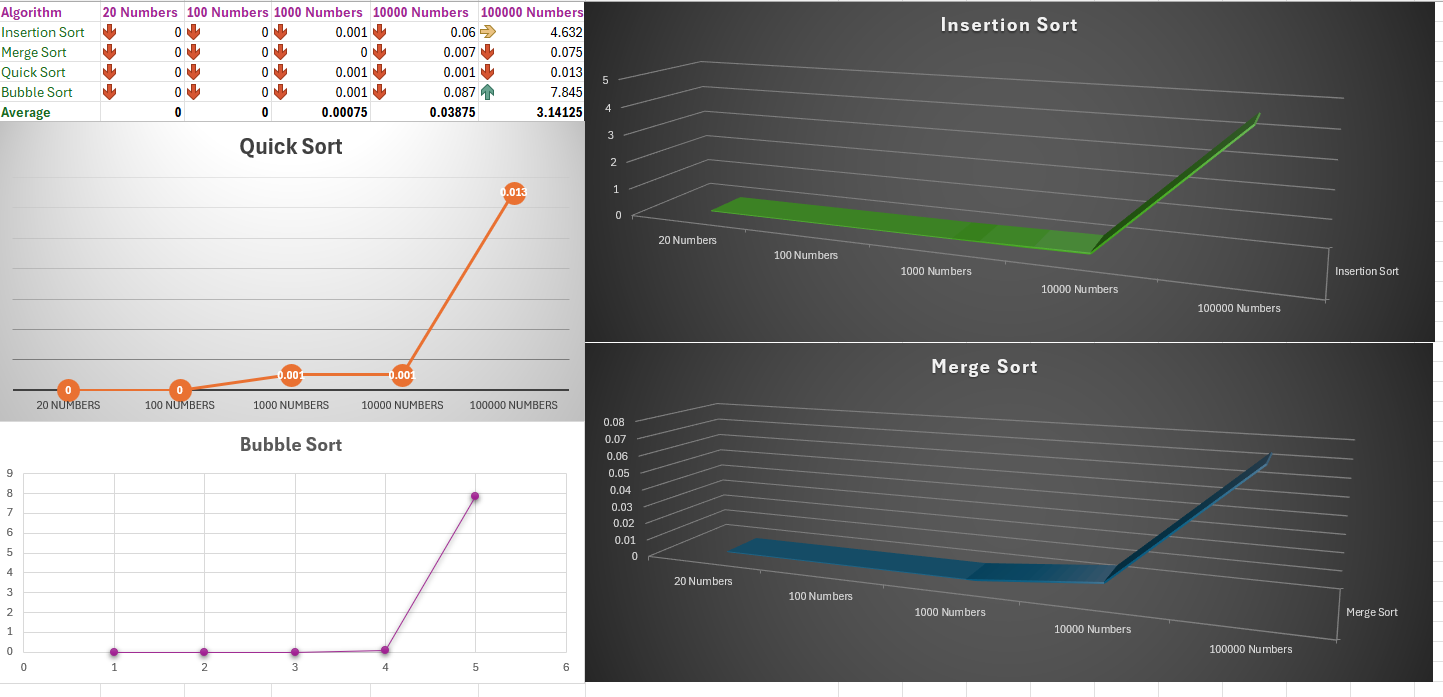 Algorithm 20 Numbers 100 Numbers 1000 Numbers 10000 Numbers 100000 Numbers
Insertion Sort 0 0 0.001 0.06 4.632
Merge Sort 0 0 0 0.007 0.075
Quick Sort 0 0 0.001 0.001 0.013
Bubble Sort 0 0 0.001 0.087 7.845
Average 0 0 0.00075 0.03875 3.14125
Quick Sort
0.013
0 0 0.001 0.001
20 NUMBERS 100 NUMBERS 1000 NUMBERS 10000 NUMBERS 100000 NUMBERS
Bubble Sort
9
8
7
6
5
4
3
2
1
0
0 1 2 3 4 5 6
Insertion Sort
5
4
3
2
1
0
20 Numbers
100 Numbers
1000 Numbers
10000 Numbers
100000 Numbers
Insertion Sort
Merge Sort
0.08
0.07
0.06
0.05
0.04
0.03
0.02
0.01
0
20 Numbers
100 Numbers
1000 Numbers
10000 Numbers
100000 Numbers
Merge Sort